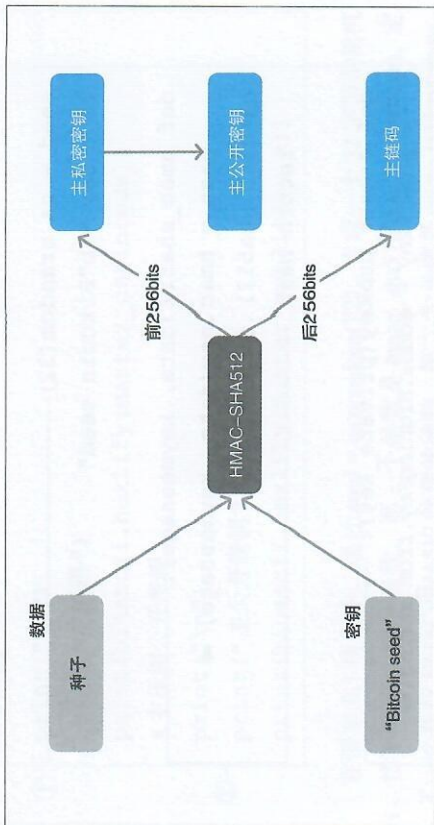 数据
种子
密钥
“Bitcoin seed”
HMAC-SHA512
前256bits
后256bits
主私密密钥
主公开密钥
主链码